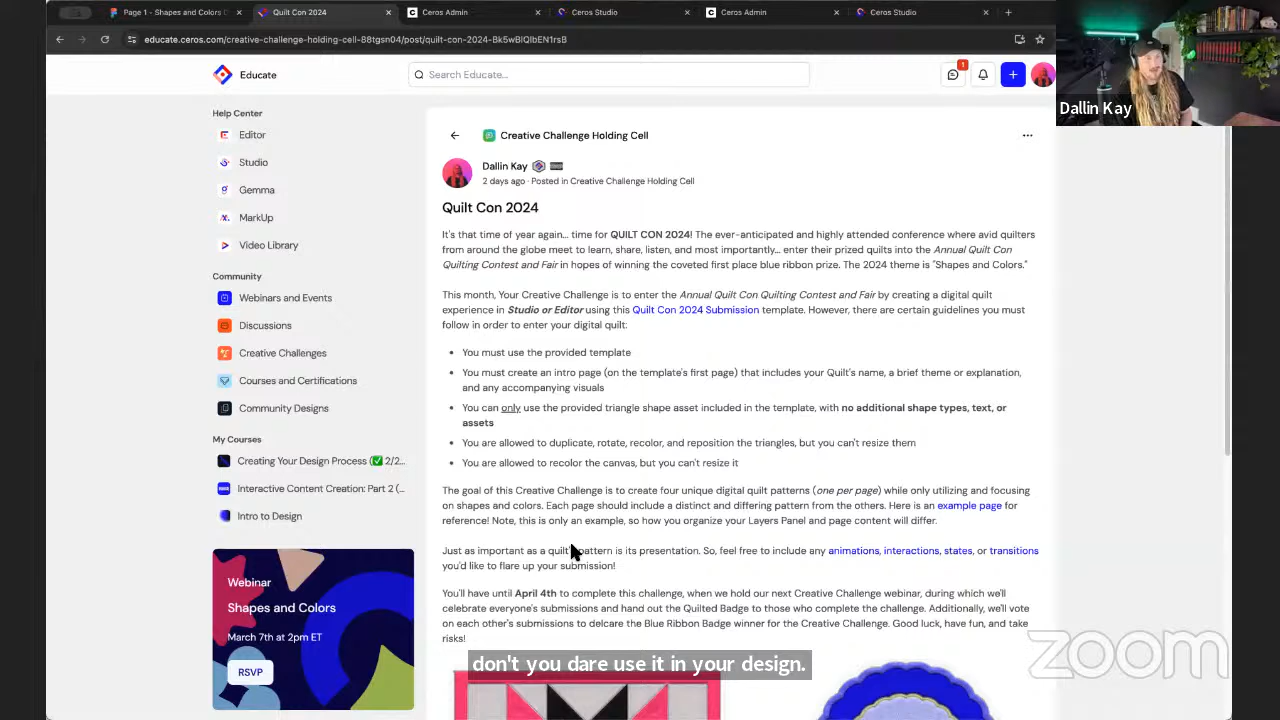 Page 1 - Shapes and Colors
Quilt Con 2024
Ceros Admin
Ceros Studio
Ceros Admin
Ceros Studio
educate.ceros.com/creative-challenge-holding-cell-88tgsn04/post/quilt-con-2024-Bk5wBlQlbEN1rsB
Educate
Search Educate...
1
Dallin Kay
Help Center
Editor
Studio
Gemma
MarkUp
Video Library
Community
Webinars and Events
Discussions
Creative Challenges
Courses and Certifications
Community Designs
My Courses
Creating Your Design Process (✅ 2/2...
Interactive Content Creation: Part 2 (...
Intro to Design
Webinar
Shapes and Colors
March 7th at 2pm ET
RSVP
Creative Challenge Holding Cell
Dallin Kay
2 days ago · Posted in Creative Challenge Holding Cell
Quilt Con 2024
It's that time of year again... time for QUILT CON 2024! The ever-anticipated and highly attended conference where avid quilters
from around the globe meet to learn, share, listen, and most importantly... enter their prized quilts into the Annual Quilt Con
Quilting Contest and Fair in hopes of winning the coveted first place blue ribbon prize. The 2024 theme is "Shapes and Colors."
This month, Your Creative Challenge is to enter the Annual Quilt Con Quilting Contest and Fair by creating a digital quilt
experience in Studio or Editor using this Quilt Con 2024 Submission template. However, there are certain guidelines you must
follow in order to enter your digital quilt:
• You must use the provided template
• You must create an intro page (on the template's first page) that includes your Quilt's name, a brief theme or explanation,
and any accompanying visuals
• You can only use the provided triangle shape asset included in the template, with no additional shape types, text, or
assets
• You are allowed to duplicate, rotate, recolor, and reposition the triangles, but you can't resize them
• You are allowed to recolor the canvas, but you can't resize it
The goal of this Creative Challenge is to create four unique digital quilt patterns (one per page) while only utilizing and focusing
on shapes and colors. Each page should include a distinct and differing pattern from the others. Here is an example page for
reference! Note, this is only an example, so how you organize your Layers Panel and page content will differ.
Just as important as a quilt pattern is its presentation. So, feel free to include any animations, interactions, states, or transitions
you'd like to flare up your submission!
You'll have until April 4th to complete this challenge, when we hold our next Creative Challenge webinar, during which we'll
celebrate everyone's submissions and hand out the Quilted Badge to those who complete the challenge. Additionally, we'll vote
on each other's submissions to delcare the Blue Ribbon Badge winner for the Creative Challenge. Good luck, have fun, and take
risks!
don't you dare use it in your design.
zoom